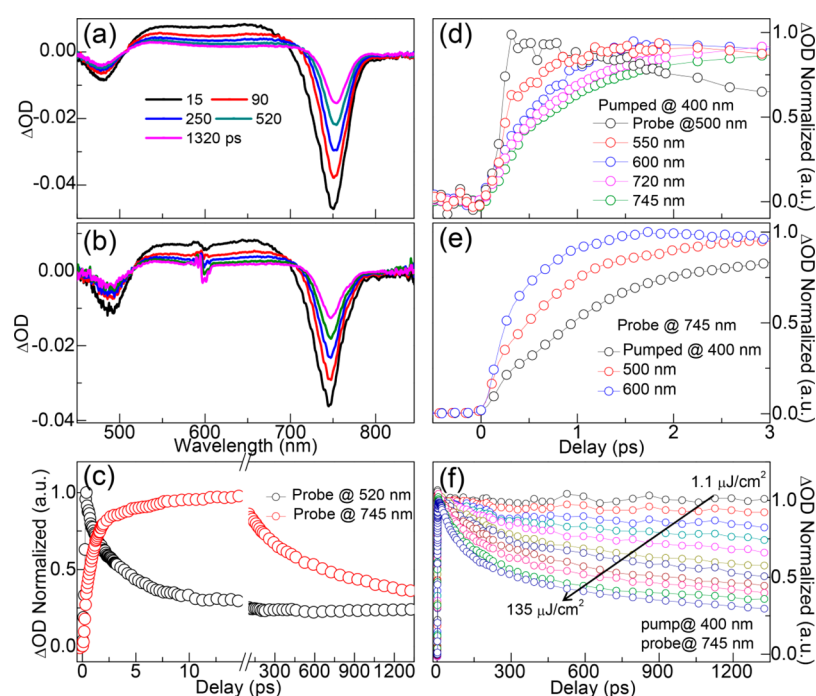 (a)
0.00
-0.02
-0.04
ΔOD
15
90
250
520
1320 ps
(b)
0.00
-0.02
-0.04
ΔOD
500
600
700
800
Wavelength (nm)
(c)
1.0
0.5
0.0
ΔOD Normalized (a.u.)
Probe @ 520 nm
Probe @ 745 nm
0
5
10
300
600
900
1200
Delay (ps)
(d)
1.0
0.5
0.0
ΔOD Normalized (a.u.)
Pumped @ 400 nm
Probe @500 nm
550 nm
600 nm
720 nm
745 nm
(e)
1.0
0.5
0.0
ΔOD Normalized (a.u.)
Probe @ 745 nm
Pumped @ 400 nm
500 nm
600 nm
0
1
2
3
Delay (ps)
(f)
1.1 μJ/cm²
135 μJ/cm²
pump@ 400 nm
probe@ 745 nm
1.0
0.5
0.0
ΔOD Normalized (a.u.)
0
300
600
900
1200
Delay (ps)